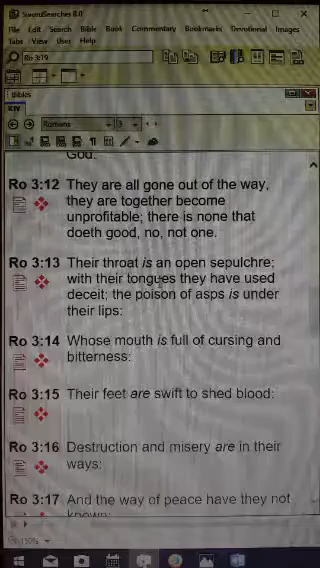 SwordSearcher 8.0
File Edit Search Bible Book Commentary Bookmarks Devotional Images
Tabs View User Help
Ro 3:19
Bibles
KJV
Romans 3
God.
Ro 3:12 They are all gone out of the way,
they are together become
unprofitable; there is none that
doeth good, no, not one.
Ro 3:13 Their throat is an open sepulchre;
with their tongues they have used
deceit; the poison of asps is under
their lips:
Ro 3:14 Whose mouth is full of cursing and
bitterness:
Ro 3:15 Their feet are swift to shed blood:
Ro 3:16 Destruction and misery are in their
ways:
Ro 3:17 And the way of peace have they not
known:
150%